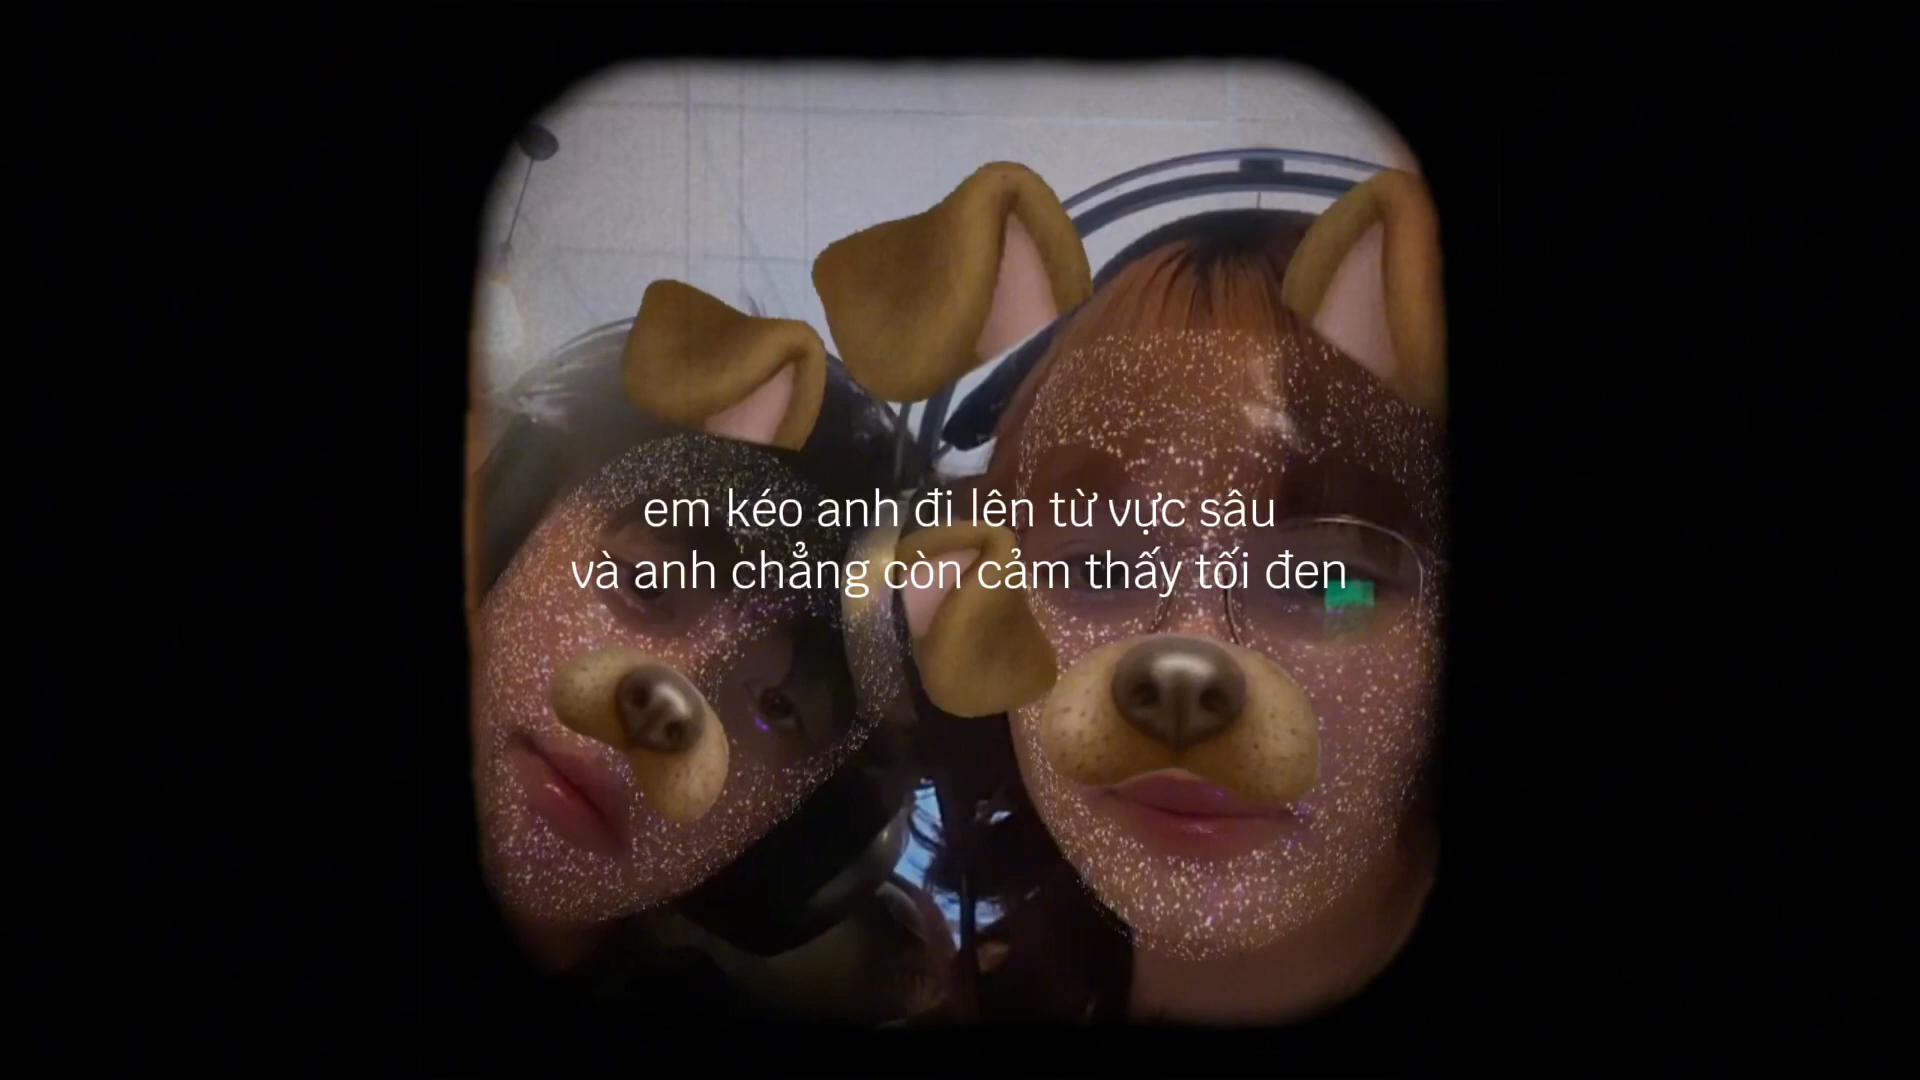 em kéo anh đi lên từ vực sâu
và anh chẳng còn cảm thấy tối đen